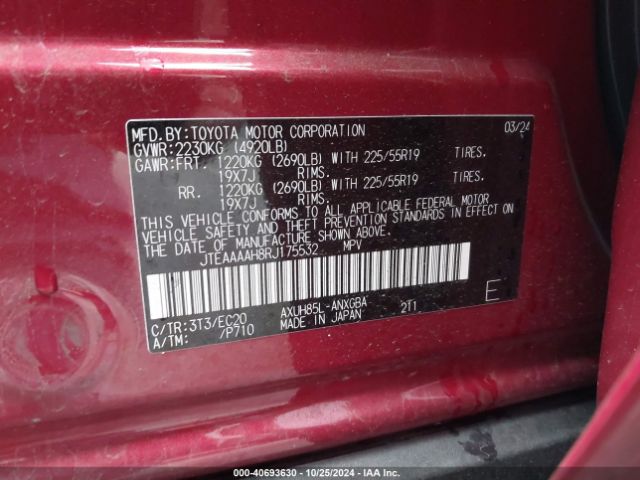 MFD.BY:TOYOTA MOTOR CORPORATION 03/24
GVWR:2230KG (4920LB)
GAWR:FRT. 1220KG (2690LB) WITH 225/55R19 TIRES.
19X7J RIMS.
RR. 1220KG (2690LB) WITH 225/55R19 TIRES.
19X7J RIMS.
THIS VEHICLE CONFORMS TO ALL APPLICABLE FEDERAL MOTOR
VEHICLE SAFETY AND THEFT PREVENTION STANDARDS IN EFFECT ON
THE DATE OF MANUFACTURE SHOWN ABOVE.
JTEAAAAH8RJ175532 MPV
C/TR:3T3/EC20 AXUH85L-ANXGBA 211 E
A/TM: /P710 MADE IN JAPAN
000-40693630 - 10/25/2024 - IAA Inc.